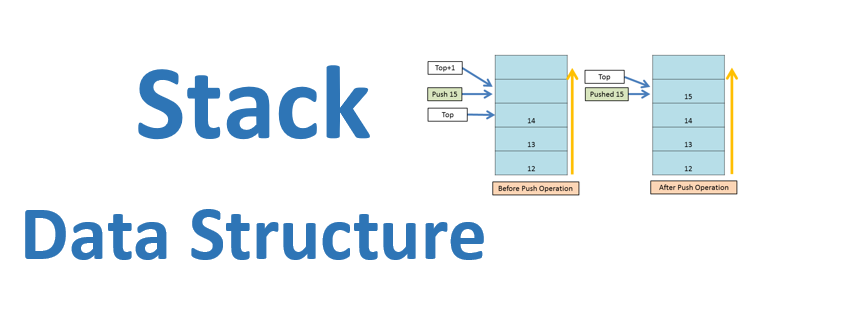 Stack
Data Structure
Top+1
Push 15
Top
14
13
12
Before Push Operation
Top
Pushed 15
15
14
13
12
After Push Operation